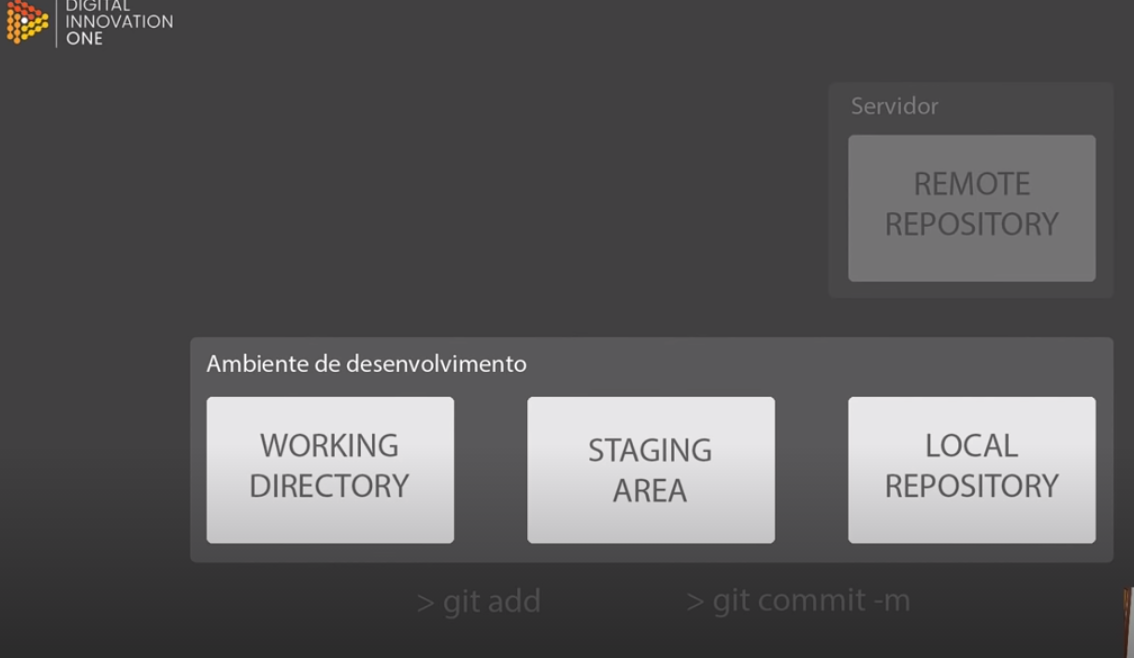 DIGITAL
INNOVATION
ONE
Servidor
REMOTE
REPOSITORY
Ambiente de desenvolvimento
WORKING
DIRECTORY
STAGING
AREA
LOCAL
REPOSITORY
> git add
> git commit -m